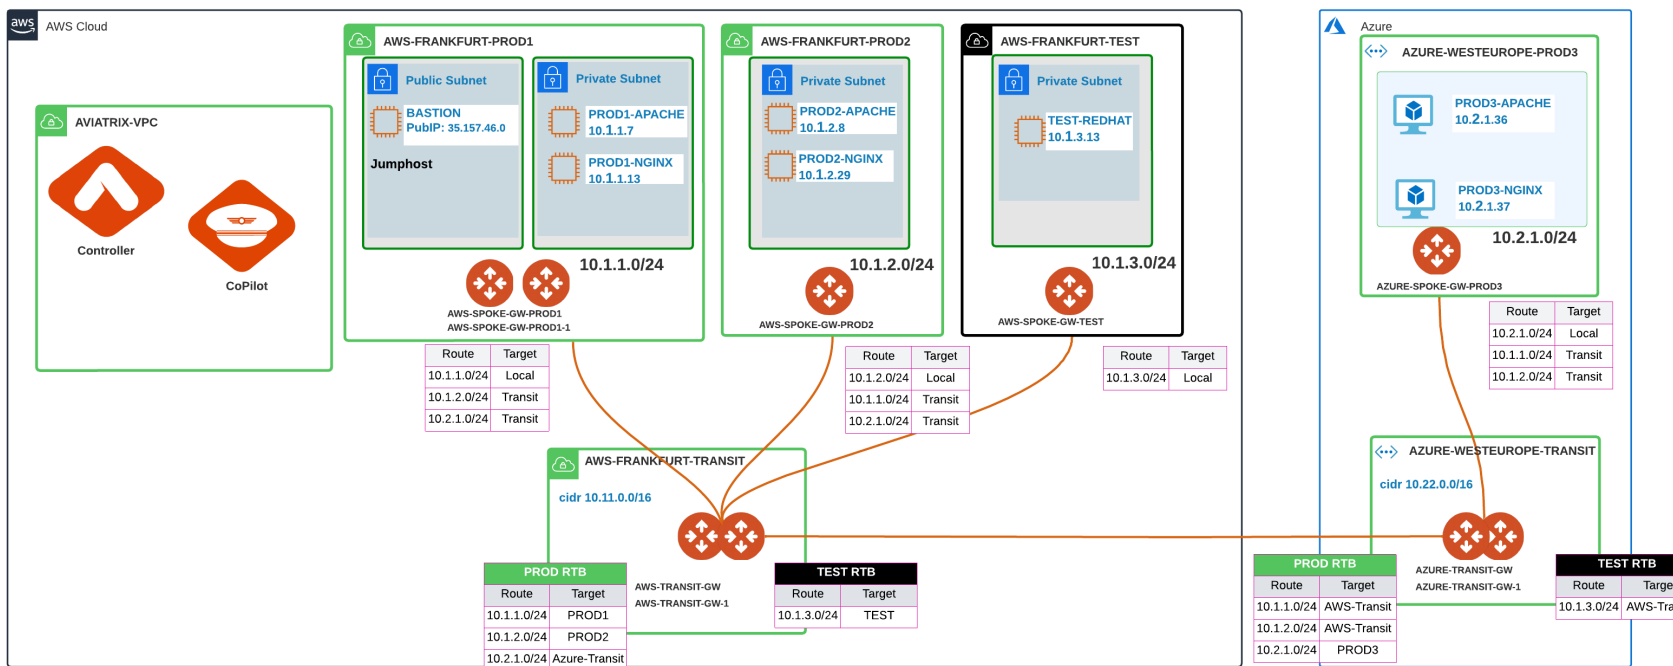 aws
AWS Cloud
AVIATRIX-VPC
Controller
CoPilot
AWS-FRANKFURT-PROD1
Public Subnet
BASTION
PubIP: 35.157.46.0
Jumphost
Private Subnet
PROD1-APACHE
10.1.1.7
PROD1-NGINX
10.1.1.13
10.1.1.0/24
AWS-SPOKE-GW-PROD1
AWS-SPOKE-GW-PROD1-1
Route Target
10.1.1.0/24 Local
10.1.2.0/24 Transit
10.2.1.0/24 Transit
AWS-FRANKFURT-PROD2
Private Subnet
PROD2-APACHE
10.1.2.8
PROD2-NGINX
10.1.2.29
10.1.2.0/24
AWS-SPOKE-GW-PROD2
Route Target
10.1.2.0/24 Local
10.1.1.0/24 Transit
10.2.1.0/24 Transit
AWS-FRANKFURT-TEST
Private Subnet
TEST-REDHAT
10.1.3.13
10.1.3.0/24
AWS-SPOKE-GW-TEST
Route Target
10.1.3.0/24 Local
AWS-FRANKFURT-TRANSIT
cidr 10.11.0.0/16
AWS-TRANSIT-GW
AWS-TRANSIT-GW-1
PROD RTB
Route Target
10.1.1.0/24 PROD1
10.1.2.0/24 PROD2
10.2.1.0/24 Azure-Transit
TEST RTB
Route Target
10.1.3.0/24 TEST
Azure
AZURE-WESTEUROPE-PROD3
PROD3-APACHE
10.2.1.36
PROD3-NGINX
10.2.1.37
10.2.1.0/24
AZURE-SPOKE-GW-PROD3
Route Target
10.2.1.0/24 Local
10.1.1.0/24 Transit
10.1.2.0/24 Transit
AZURE-WESTEUROPE-TRANSIT
cidr 10.22.0.0/16
AZURE-TRANSIT-GW
AZURE-TRANSIT-GW-1
PROD RTB
Route Target
10.1.1.0/24 AWS-Transit
10.1.2.0/24 AWS-Transit
10.2.1.0/24 PROD3
TEST RTB
Route Targe
10.1.3.0/24 AWS-Tra